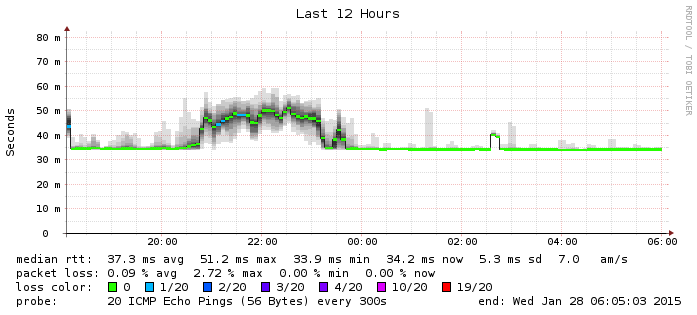 Last 12 Hours
RRDTOOL / TOBI OETIKER
Seconds
80 m
70 m
60 m
50 m
40 m
30 m
20 m
10 m
0
20:00 22:00 00:00 02:00 04:00 06:00
median rtt: 37.3 ms avg 51.2 ms max 33.9 ms min 34.2 ms now 5.3 ms sd 7.0 am/s
packet loss: 0.09 % avg 2.72 % max 0.00 % min 0.00 % now
loss color: 0 1/20 2/20 3/20 4/20 10/20 19/20
probe: 20 ICMP Echo Pings (56 Bytes) every 300s end: Wed Jan 28 06:05:03 2015